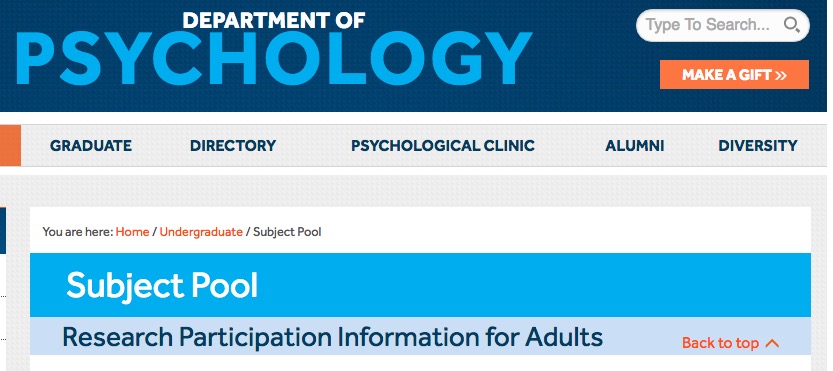 DEPARTMENT OF
PSYCHOLOGY
Type To Search...
MAKE A GIFT »
GRADUATE DIRECTORY PSYCHOLOGICAL CLINIC ALUMNI DIVERSITY
You are here: Home / Undergraduate / Subject Pool
Subject Pool
Research Participation Information for Adults
Back to top